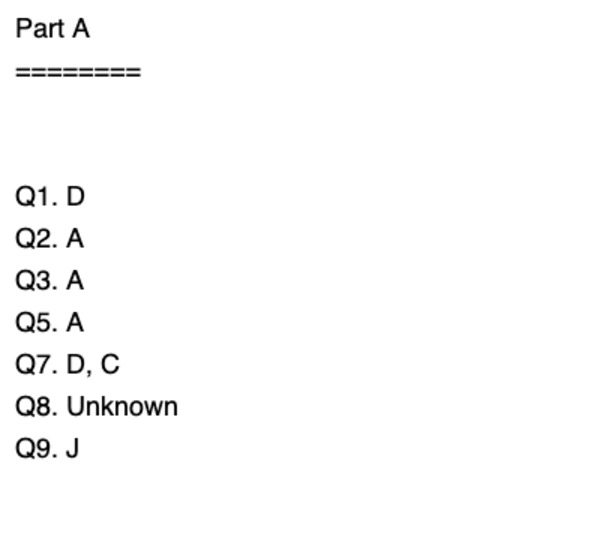 Part A
========
Q1. D
Q2. A
Q3. A
Q5. A
Q7. D, C
Q8. Unknown
Q9. J